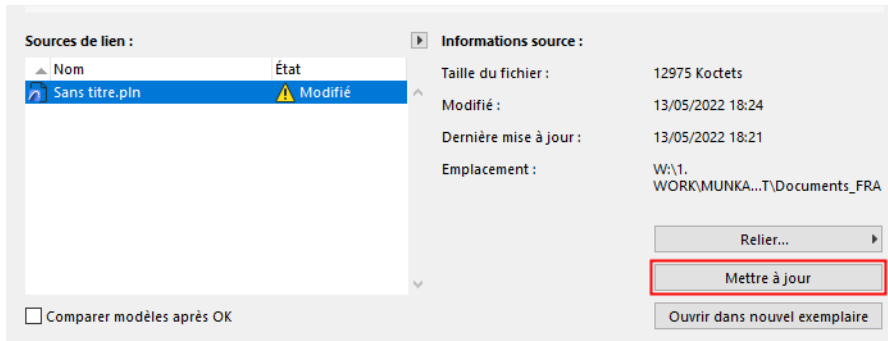 Sources de lien :
Nom État
Sans titre.pln Modifié
Comparer modèles après OK
Informations source :
Taille du fichier : 12975 Koctets
Modifié : 13/05/2022 18:24
Dernière mise à jour : 13/05/2022 18:21
Emplacement : W:\1.
WORK\MUNKA...T\Documents_FRA
Relier...
Mettre à jour
Ouvrir dans nouvel exemplaire